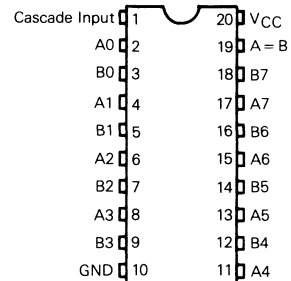 Cascade Input 1 20 VCC
A0 2 19 A = B
B0 3 18 B7
A1 4 17 A7
B1 5 16 B6
A2 6 15 A6
B2 7 14 B5
A3 8 13 A5
B3 9 12 B4
GND 10 11 A4